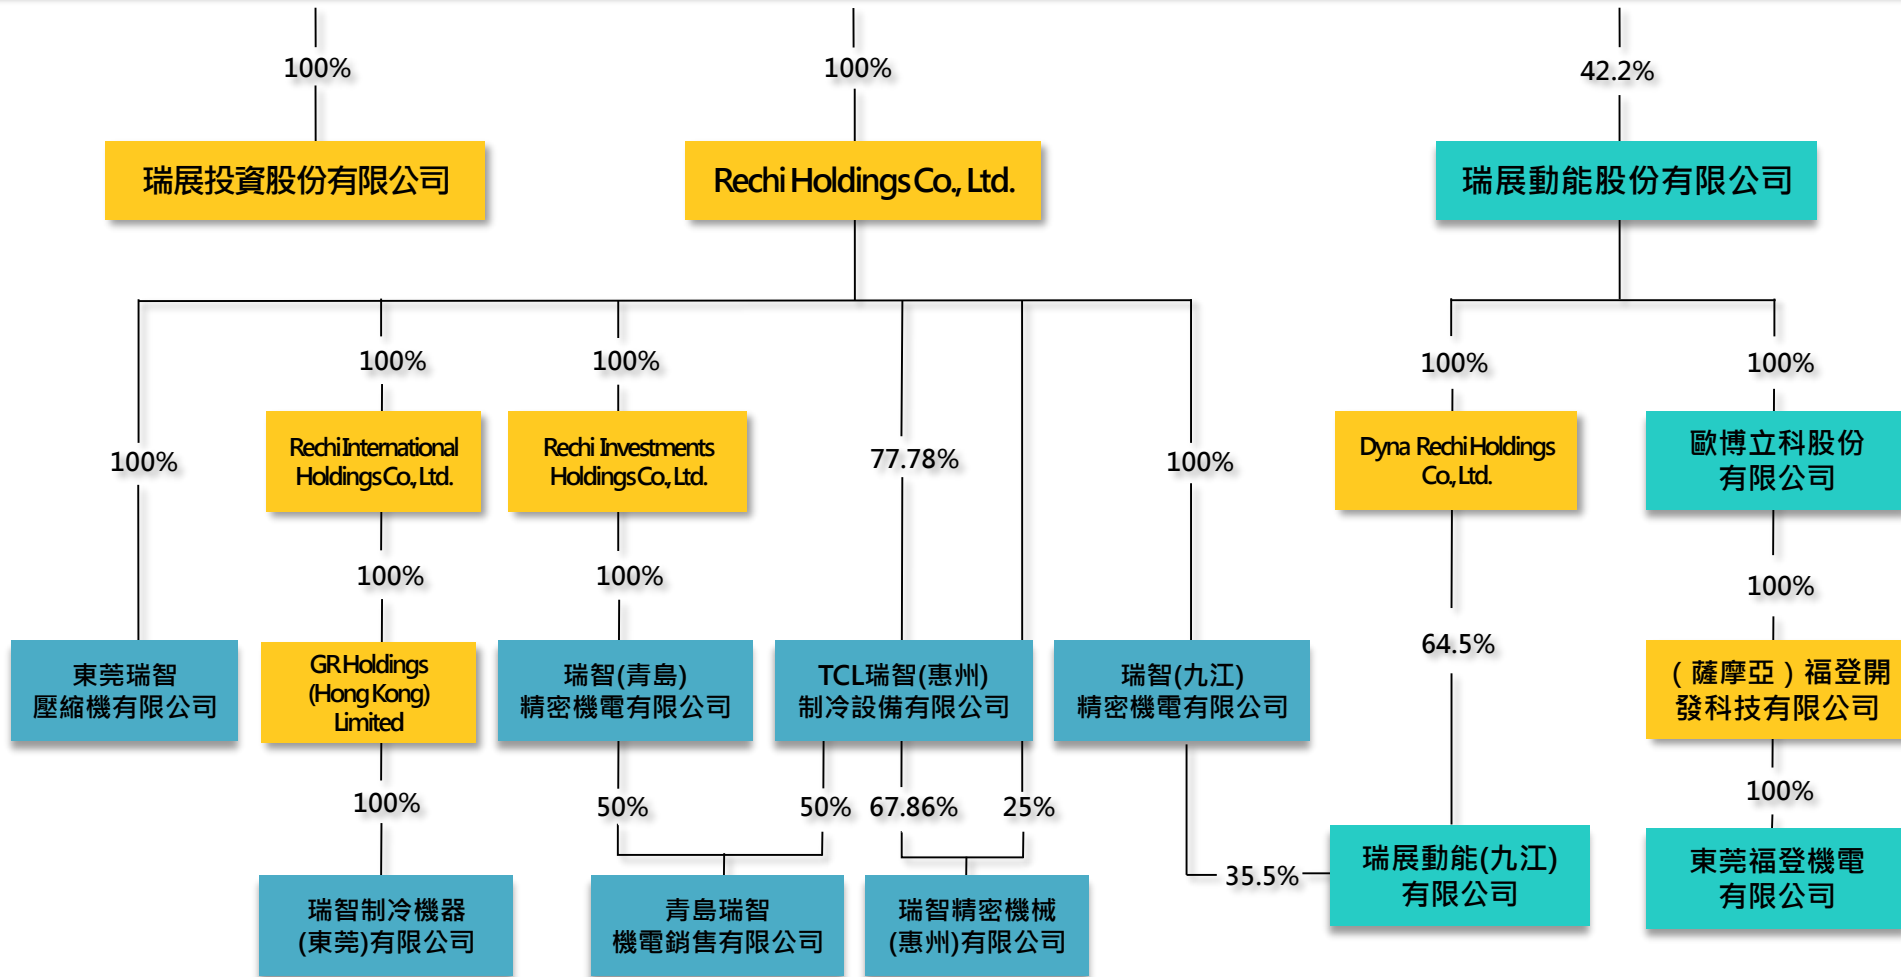 100%
100%
42.2%
瑞展投資股份有限公司
Rechi Holdings Co., Ltd.
瑞展動能股份有限公司
100%
100%
100%
100%
100%
Rechi International
Holdings Co., Ltd.
Rechi Investments
Holdings Co., Ltd.
77.78%
100%
Dyna Rechi Holdings
Co., Ltd.
歐博立科股份
有限公司
100%
100%
100%
64.5%
東莞瑞智
壓縮機有限公司
GR Holdings
(Hong Kong)
Limited
瑞智(青島)
精密機電有限公司
TCL瑞智(惠州)
制冷設備有限公司
瑞智(九江)
精密機電有限公司
（薩摩亞）福登開
發科技有限公司
100%
50%
50%
67.86%
25%
100%
35.5%
瑞展動能(九江)
有限公司
東莞福登機電
有限公司
瑞智制冷機器
(東莞)有限公司
青島瑞智
機電銷售有限公司
瑞智精密機械
(惠州)有限公司